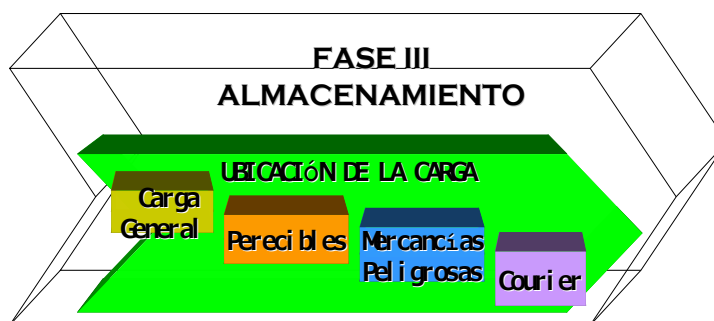 FASE III
ALMACENAMIENTO
UBICACIóN DE LA CARGA
Carga
General
Perecibles
Mercancías
Peligrosas
Courier